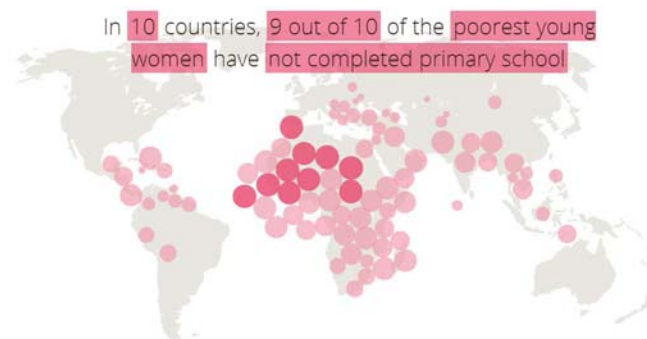 In 10 countries, 9 out of 10 of the poorest young
women have not completed primary school